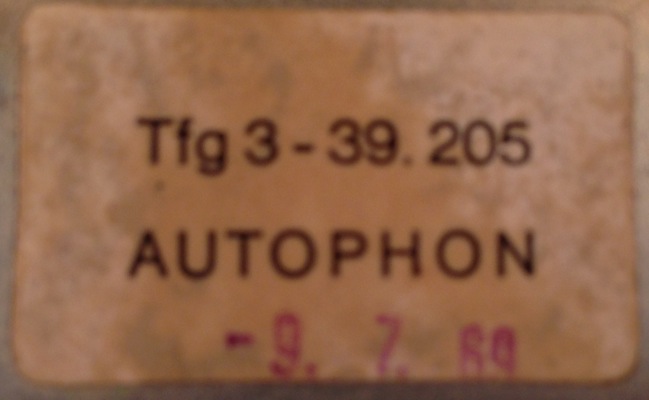 Tfg 3 - 39. 205
AUTOPHON
- 9. 7. 69